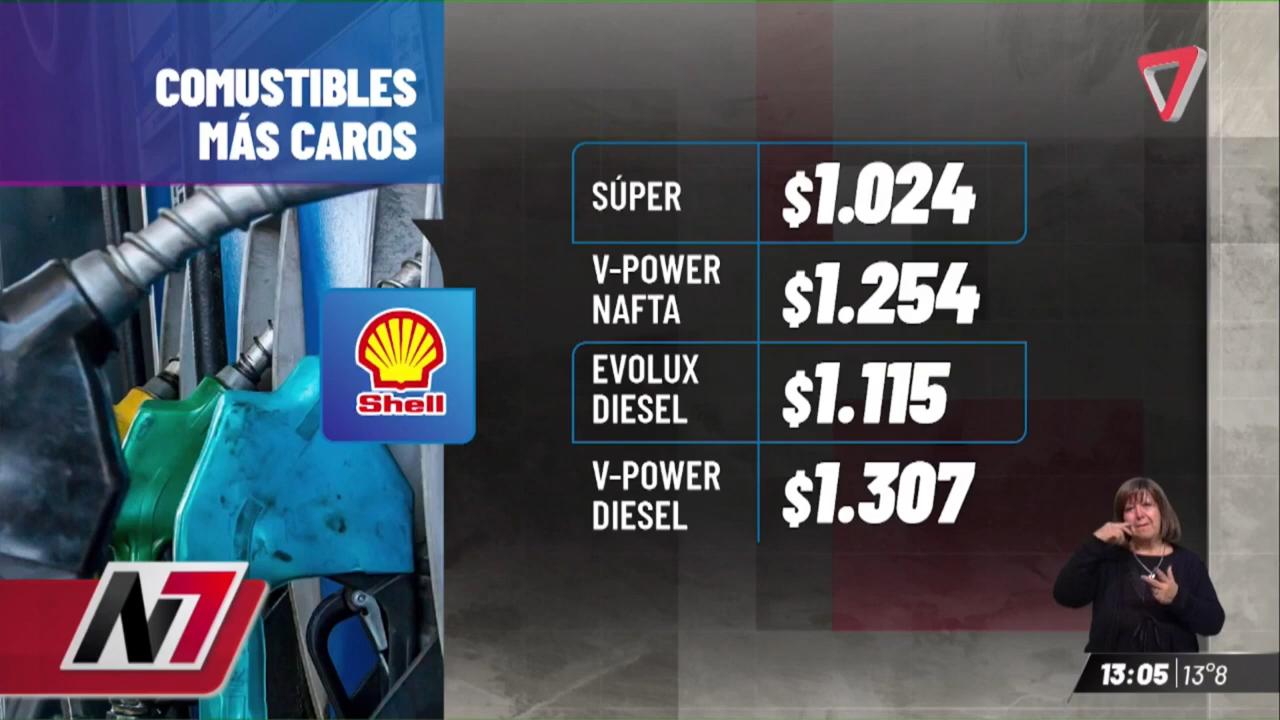 COMUSTIBLES
MÁS CAROS
SÚPER
$1.024
V-POWER
NAFTA
$1.254
EVOLUX
DIESEL
$1.115
V-POWER
DIESEL
$1.307
Shell
N7
13:05 13°8